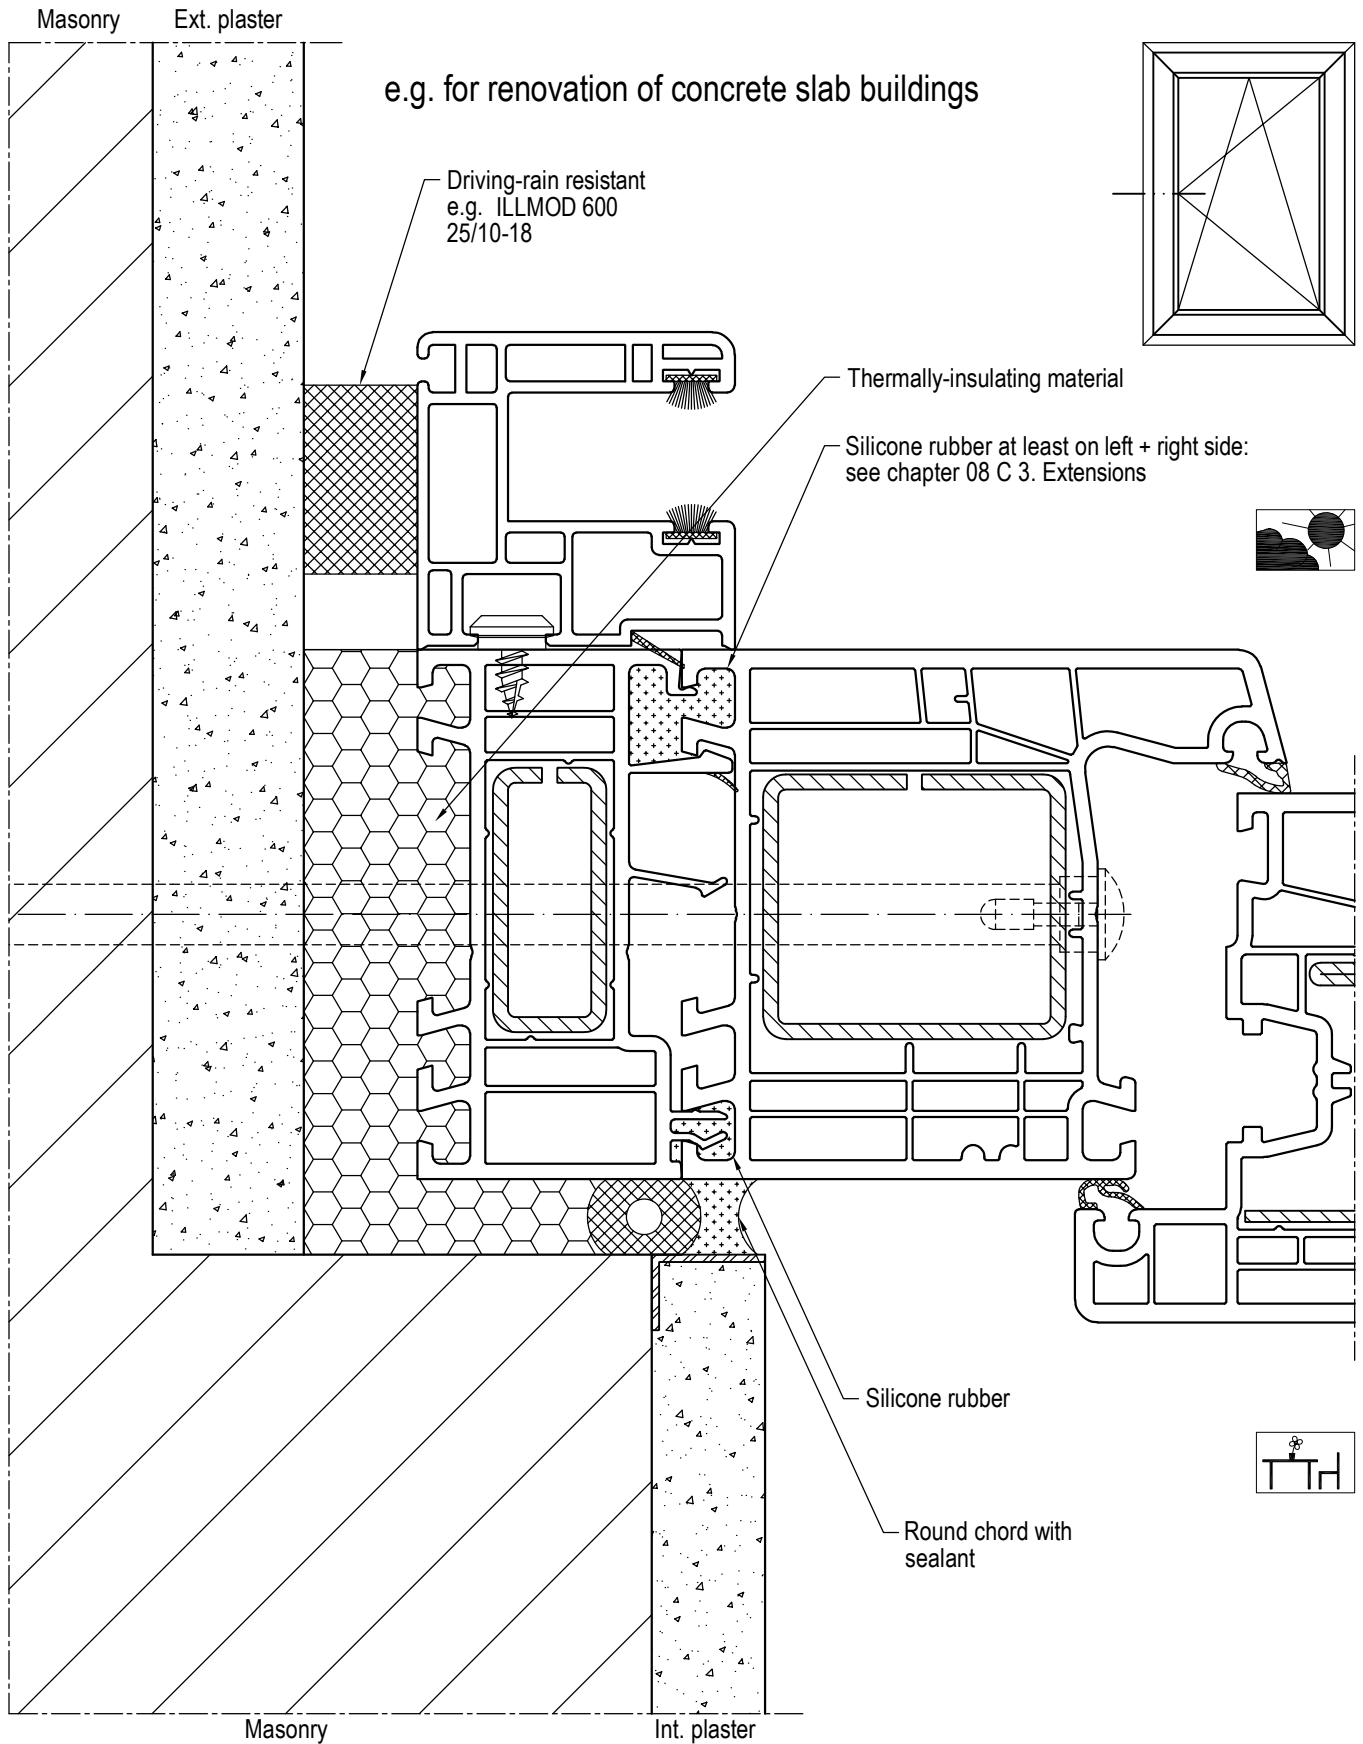 Masonry
Ext. plaster
e.g. for renovation of concrete slab buildings
Driving-rain resistant
e.g. ILLMOD 600
25/10-18
Thermally-insulating material
Silicone rubber at least on left + right side:
see chapter 08 C 3. Extensions
Silicone rubber
Round chord with
sealant
Masonry
Int. plaster